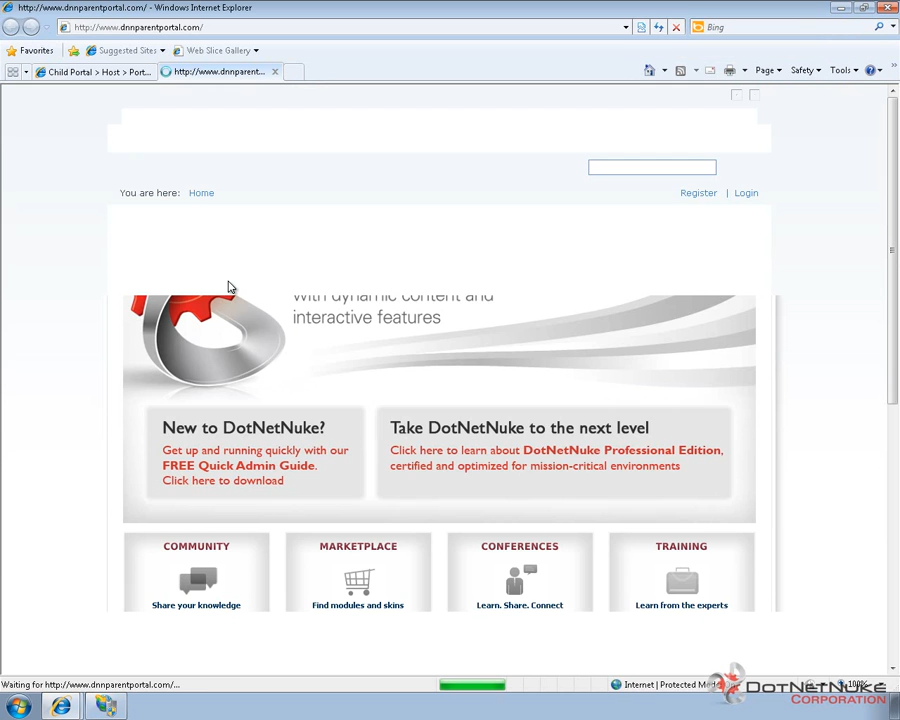 http://www.dnnparentportal.com/ - Windows Internet Explorer
http://www.dnnparentportal.com/
Bing
Favorites
Suggested Sites
Web Slice Gallery
Child Portal > Host > Port...
http://www.dnnparent...
Page
Safety
Tools
You are here: Home
Register | Login
with dynamic content and
interactive features
New to DotNetNuke?
Get up and running quickly with our
FREE Quick Admin Guide.
Click here to download
Take DotNetNuke to the next level
Click here to learn about DotNetNuke Professional Edition,
certified and optimized for mission-critical environments
COMMUNITY
Share your knowledge
MARKETPLACE
Find modules and skins
CONFERENCES
Learn. Share. Connect
TRAINING
Learn from the experts
Waiting for http://www.dnnparentportal.com/...
Internet | Protected
100%
DOTNETNUKE
CORPORATION